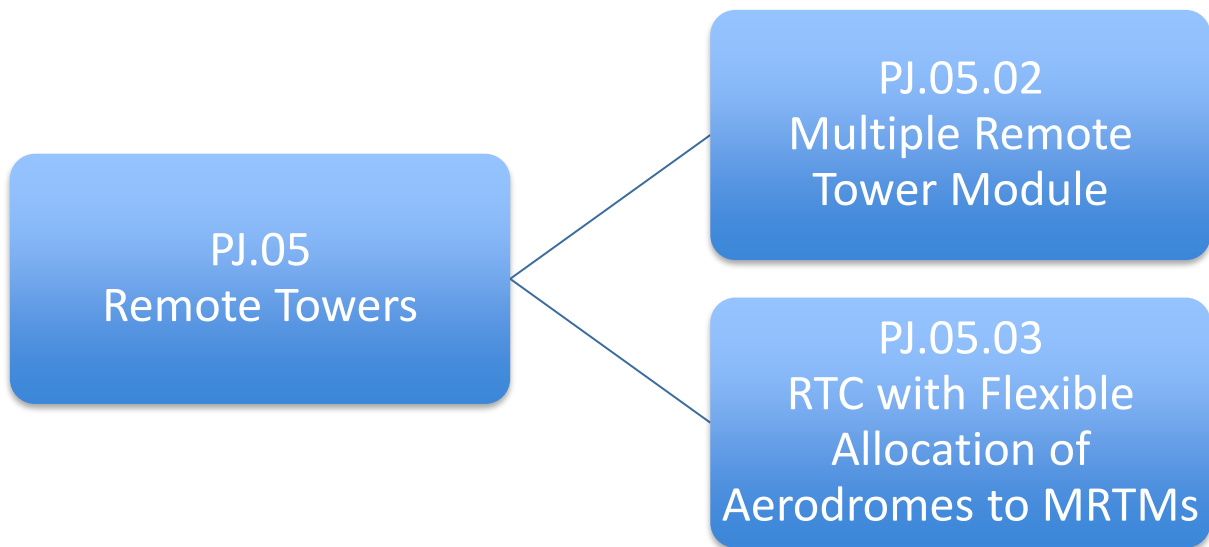 PJ.05
Remote Towers
PJ.05.02
Multiple Remote
Tower Module
PJ.05.03
RTC with Flexible
Allocation of
Aerodromes to MRTMs